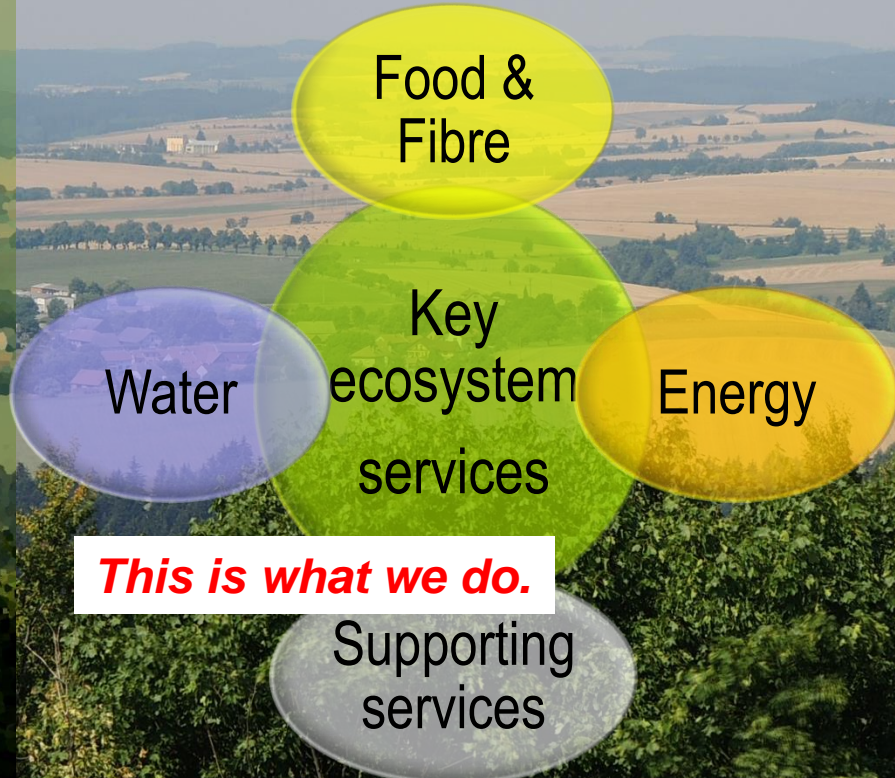 Food &
Fibre
Key
ecosystem
services
Water
Energy
This is what we do.
Supporting
services